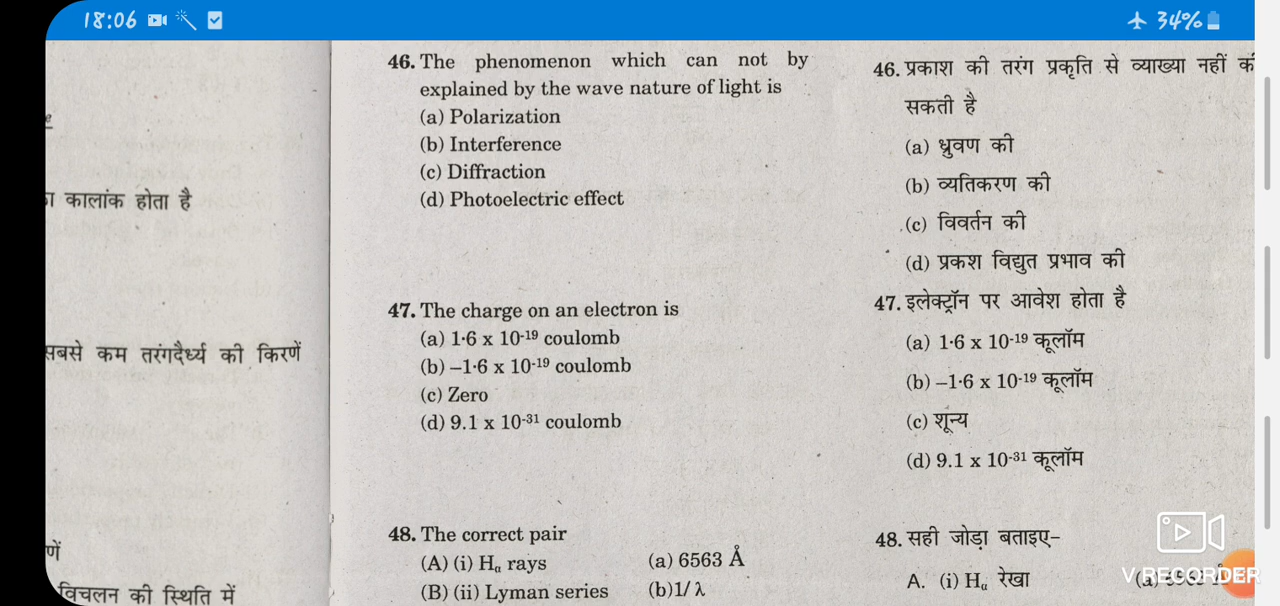 18:06
34%
ा कालांक होता है
सबसे कम तरंगदैर्ध्य की किरणें
णें
विचलन की स्थिति में
46. The phenomenon which can not by
explained by the wave nature of light is
(a) Polarization
(b) Interference
(c) Diffraction
(d) Photoelectric effect
47. The charge on an electron is
(a) 1·6 x 10⁻¹⁹ coulomb
(b) –1·6 x 10⁻¹⁹ coulomb
(c) Zero
(d) 9.1 x 10⁻³¹ coulomb
48. The correct pair
(A) (i) Hα rays (a) 6563 Å
(B) (ii) Lyman series (b) 1/ λ
46. प्रकाश की तरंग प्रकृति से व्याख्या नहीं की
सकती है
(a) ध्रुवण की
(b) व्यतिकरण की
(c) विवर्तन की
(d) प्रकश विद्युत प्रभाव की
47. इलेक्ट्रॉन पर आवेश होता है
(a) 1·6 x 10⁻¹⁹ कूलॉम
(b) –1·6 x 10⁻¹⁹ कूलॉम
(c) शून्य
(d) 9.1 x 10⁻³¹ कूलॉम
48. सही जोड़ा बताइए–
A. (i) Hα रेखा (a) 6563 Å
V RECORDER